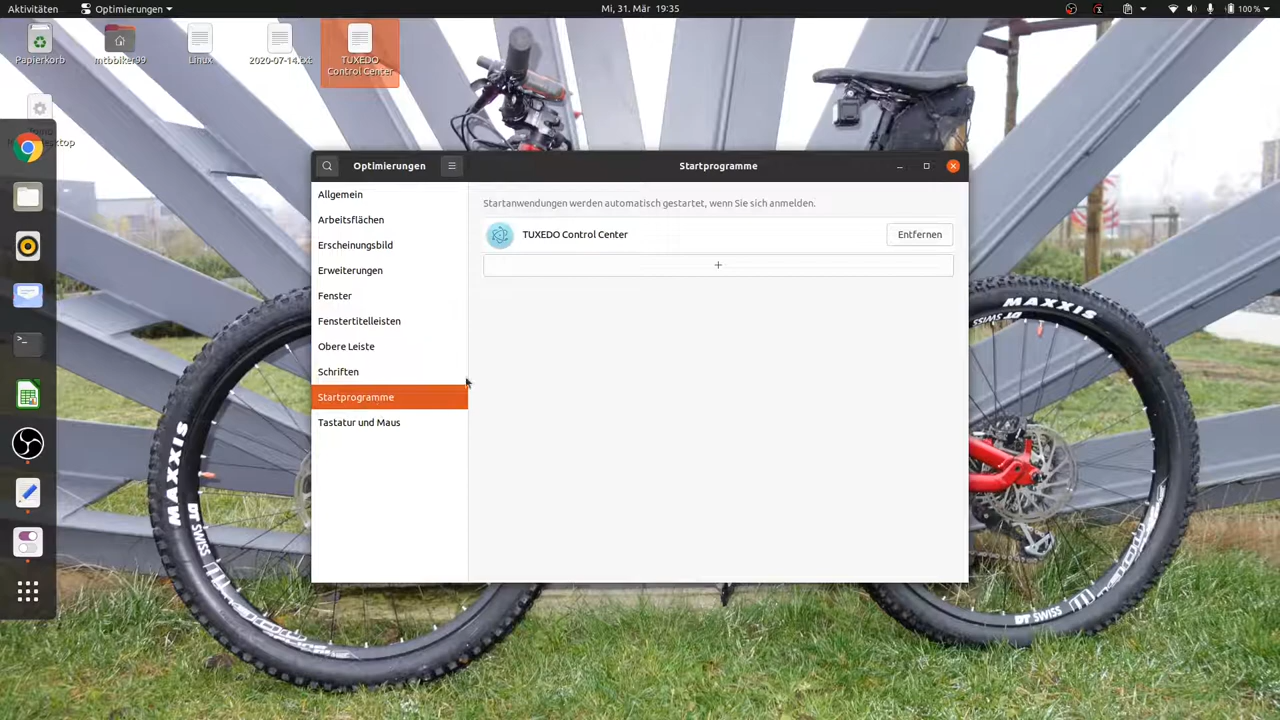 Aktivitäten
Optimierungen
Mi, 31. Mär 19:35
100 %
Papierkorb
mtbbiker99
Linux
2020-07-14.txt
TUXEDO
Control Center
Optimierungen
Startprogramme
Allgemein
Arbeitsflächen
Erscheinungsbild
Erweiterungen
Fenster
Fenstertitelleisten
Obere Leiste
Schriften
Startprogramme
Tastatur und Maus
Startanwendungen werden automatisch gestartet, wenn Sie sich anmelden.
TUXEDO Control Center
Entfernen
+
MAXXIS
DT SWISS
MAXXIS
DT SWISS
DT SWISS